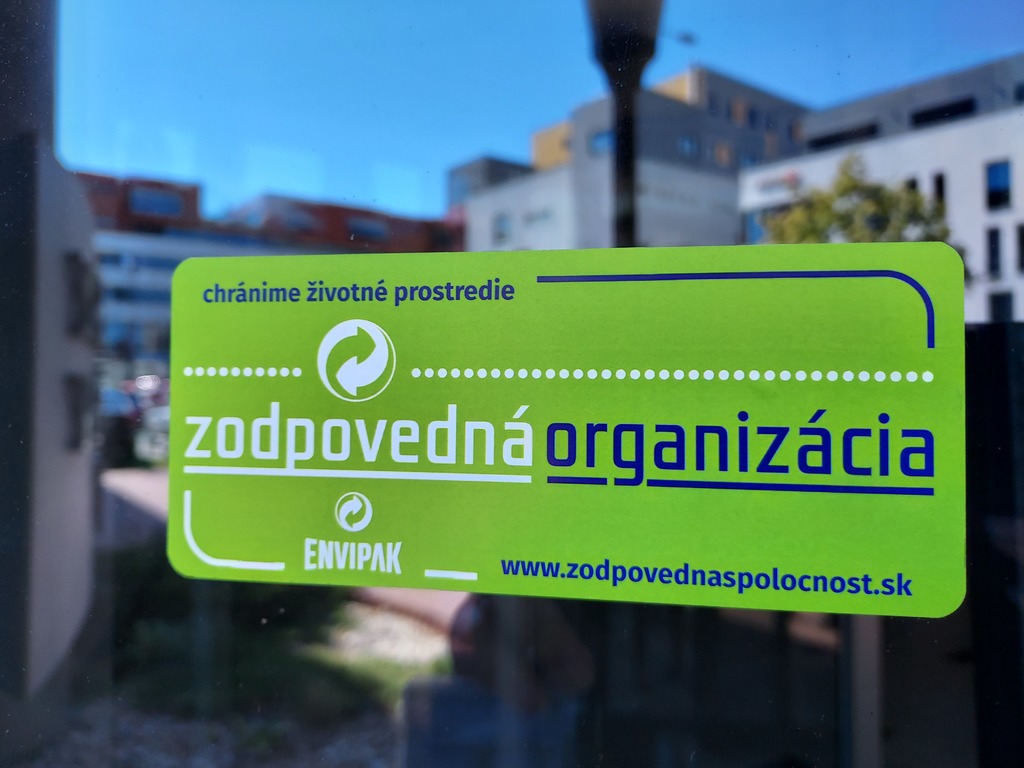 chránime životné prostredie
zodpovedná organizácia
ENVIPAK
www.zodpovednaspolocnost.sk